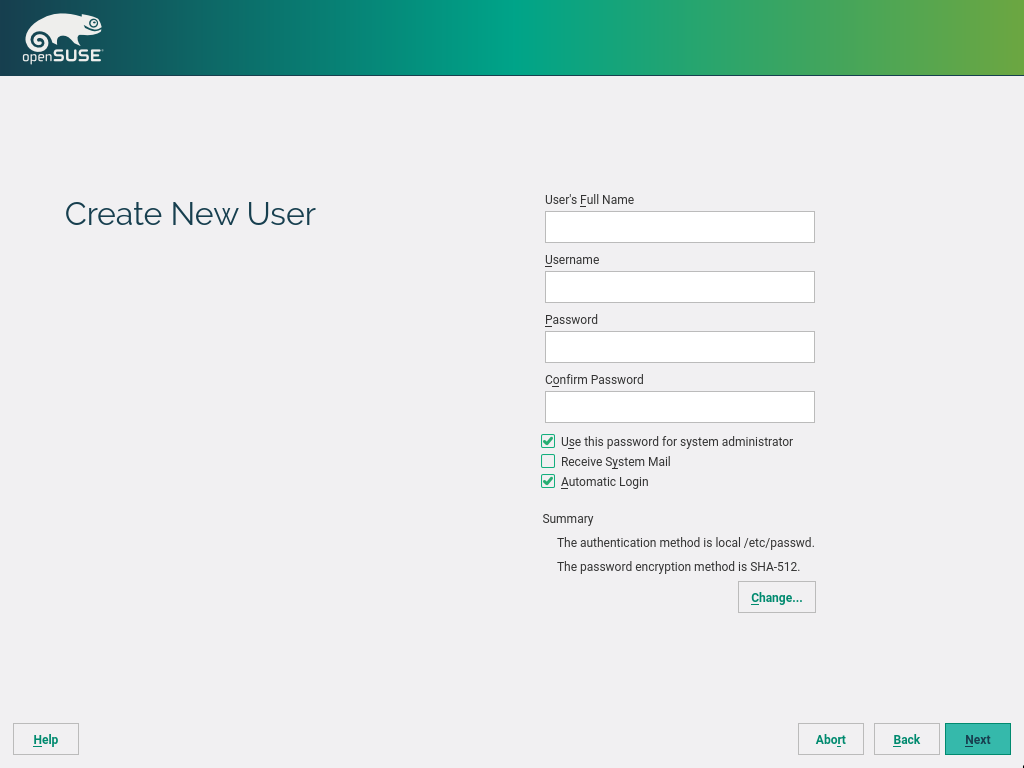 openSUSE
Create New User
User's Full Name
Username
Password
Confirm Password
Use this password for system administrator
Receive System Mail
Automatic Login
Summary
The authentication method is local /etc/passwd.
The password encryption method is SHA-512.
Change...
Help
Abort
Back
Next